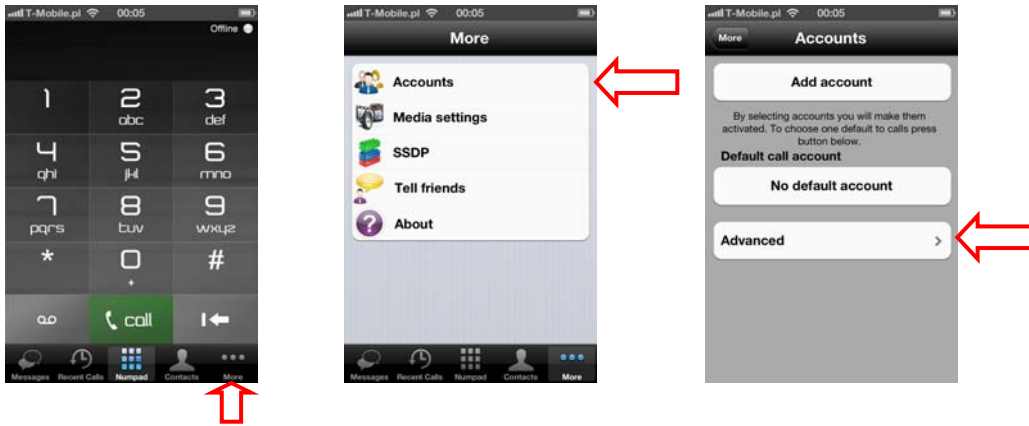 T-Mobile.pl 00:05
Offline
1 2 3
abc def
4 5 6
ghi jkl mno
7 8 9
pqrs tuv wxyz
* 0 #
+
call
Messages Recent Calls Numpad Contacts More
T-Mobile.pl 00:05
More
Accounts
Media settings
SSDP
Tell friends
About
Messages Recent Calls Numpad Contacts More
T-Mobile.pl 00:05
More Accounts
Add account
By selecting accounts you will make them
activated. To choose one default to calls press
button below.
Default call account
No default account
Advanced